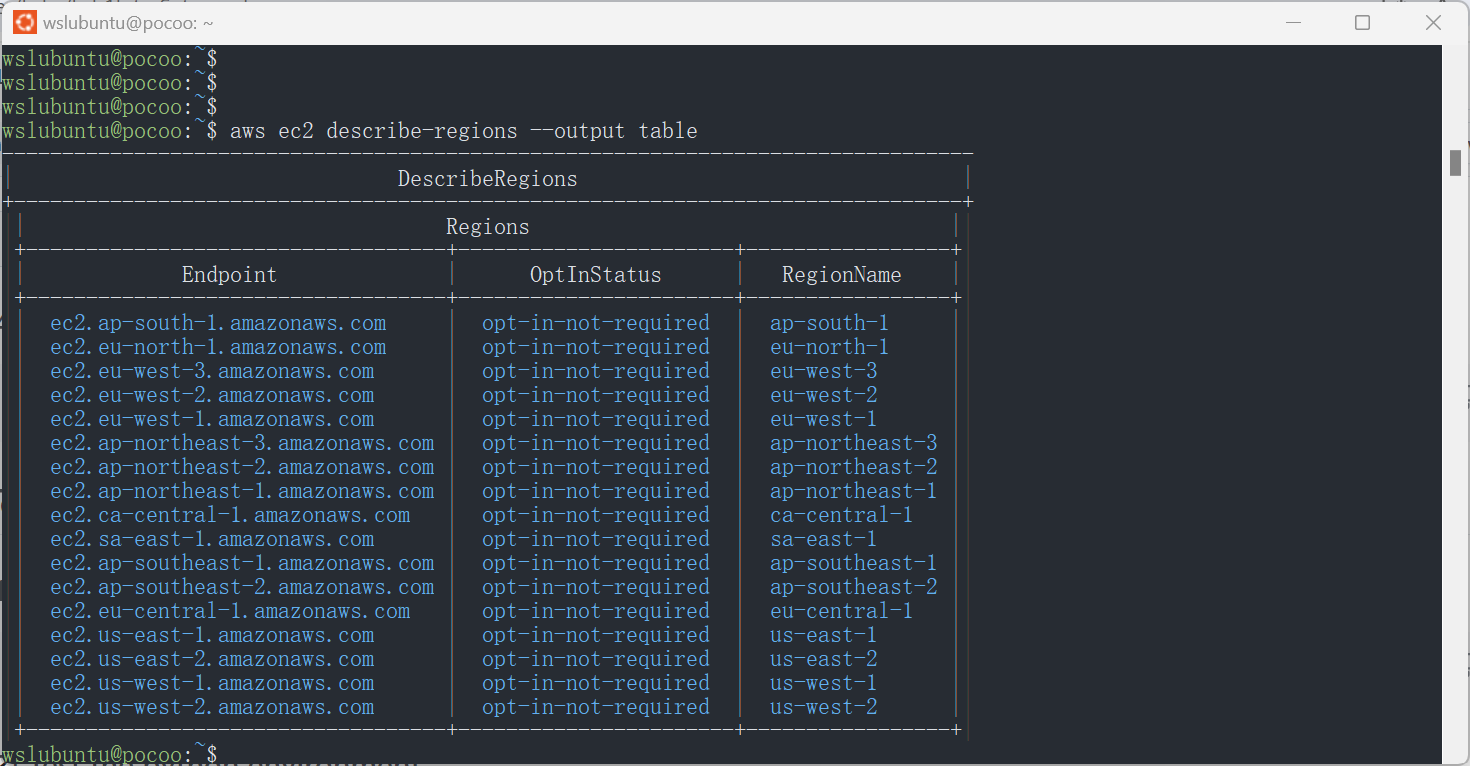 wslubuntu@pocoo: ~
wslubuntu@pocoo:~$
wslubuntu@pocoo:~$
wslubuntu@pocoo:~$
wslubuntu@pocoo:~$ aws ec2 describe-regions --output table
DescribeRegions
Regions
Endpoint | OptInStatus | RegionName
ec2.ap-south-1.amazonaws.com | opt-in-not-required | ap-south-1
ec2.eu-north-1.amazonaws.com | opt-in-not-required | eu-north-1
ec2.eu-west-3.amazonaws.com | opt-in-not-required | eu-west-3
ec2.eu-west-2.amazonaws.com | opt-in-not-required | eu-west-2
ec2.eu-west-1.amazonaws.com | opt-in-not-required | eu-west-1
ec2.ap-northeast-3.amazonaws.com | opt-in-not-required | ap-northeast-3
ec2.ap-northeast-2.amazonaws.com | opt-in-not-required | ap-northeast-2
ec2.ap-northeast-1.amazonaws.com | opt-in-not-required | ap-northeast-1
ec2.ca-central-1.amazonaws.com | opt-in-not-required | ca-central-1
ec2.sa-east-1.amazonaws.com | opt-in-not-required | sa-east-1
ec2.ap-southeast-1.amazonaws.com | opt-in-not-required | ap-southeast-1
ec2.ap-southeast-2.amazonaws.com | opt-in-not-required | ap-southeast-2
ec2.eu-central-1.amazonaws.com | opt-in-not-required | eu-central-1
ec2.us-east-1.amazonaws.com | opt-in-not-required | us-east-1
ec2.us-east-2.amazonaws.com | opt-in-not-required | us-east-2
ec2.us-west-1.amazonaws.com | opt-in-not-required | us-west-1
ec2.us-west-2.amazonaws.com | opt-in-not-required | us-west-2
wslubuntu@pocoo:~$